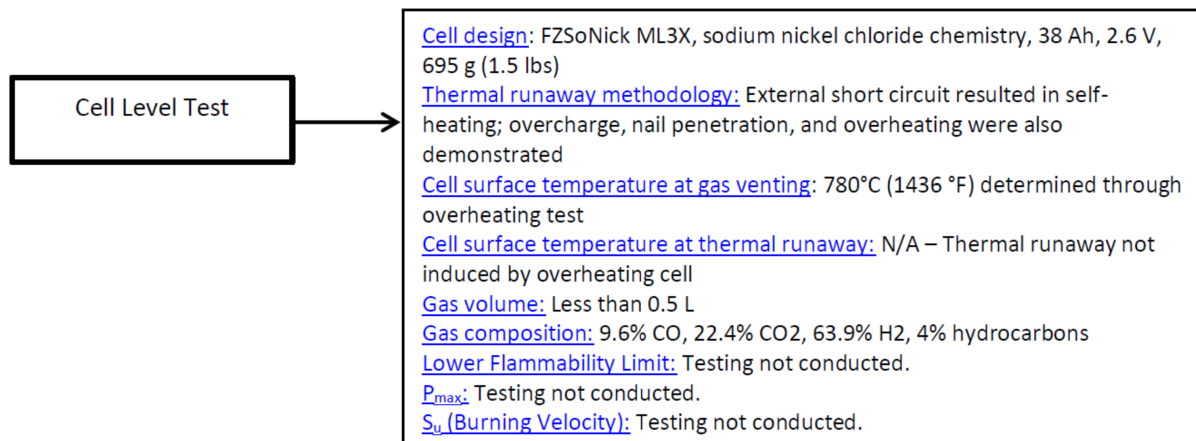 Cell Level Test
Cell design: FZSoNick ML3X, sodium nickel chloride chemistry, 38 Ah, 2.6 V,
695 g (1.5 lbs)
Thermal runaway methodology: External short circuit resulted in self-
heating; overcharge, nail penetration, and overheating were also
demonstrated
Cell surface temperature at gas venting: 780°C (1436 °F) determined through
overheating test
Cell surface temperature at thermal runaway: N/A – Thermal runaway not
induced by overheating cell
Gas volume: Less than 0.5 L
Gas composition: 9.6% CO, 22.4% CO2, 63.9% H2, 4% hydrocarbons
Lower Flammability Limit: Testing not conducted.
Pmax: Testing not conducted.
Su (Burning Velocity): Testing not conducted.